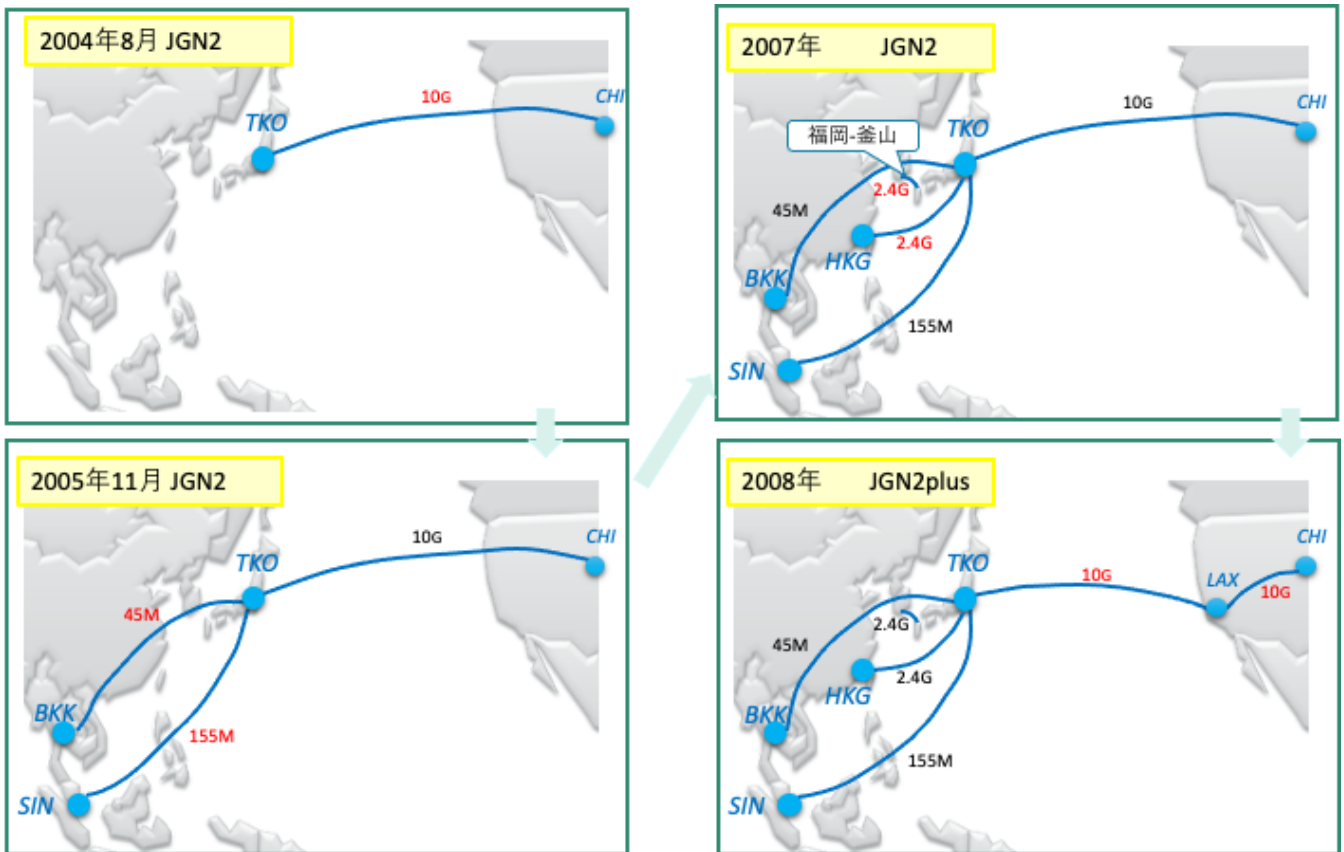 2004年8月 JGN2
10G
CHI
TKO
2005年11月 JGN2
10G
CHI
TKO
45M
BKK
155M
SIN
2007年 JGN2
10G
CHI
TKO
福岡-釜山
2.4G
45M
2.4G
HKG
BKK
155M
SIN
2008年 JGN2plus
CHI
TKO
10G
LAX
10G
2.4G
45M
2.4G
HKG
BKK
155M
SIN